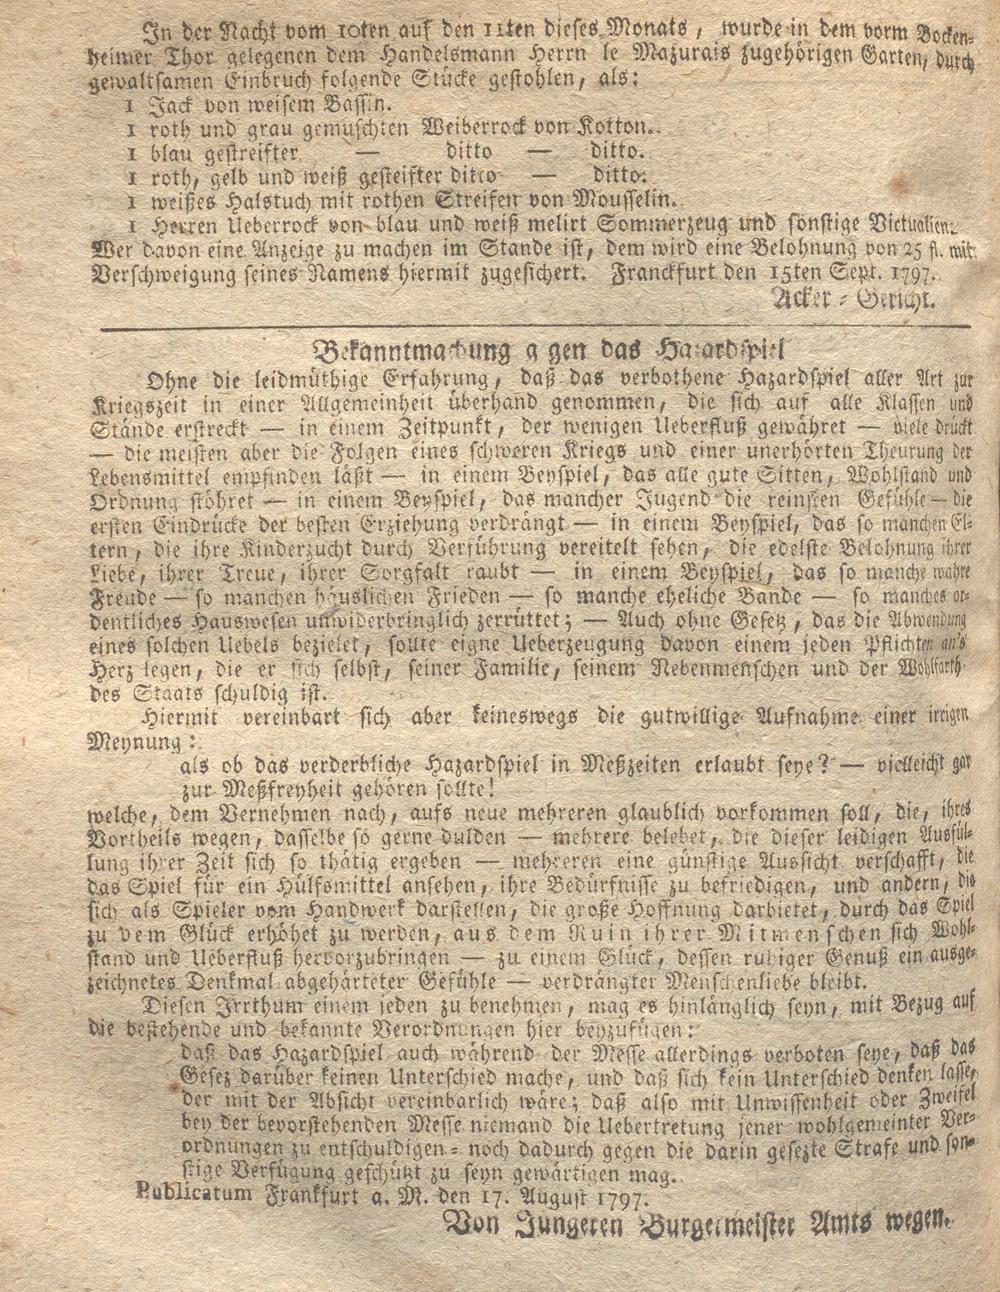 In der Nacht vom 10ten auf den 11ten dieses Monats, wurde in dem vorm Bocken-
heimer Thor gelegenen dem Handelsmann Herrn le Mazurais zugehörigen Garten, durch
gewaltsamen Einbruch folgende Stücke gestohlen, als:
1 Jack von weisem Bassin.
1 roth und grau gemuschten Weiberrock von Kotton.
1 blau gestreifter — ditto — ditto.
1 roth, gelb und weiß gesteifter ditto — ditto.
1 weißes Halstuch mit rothen Streifen von Mousselin.
1 Herren Ueberrock von blau und weiß melirt Sommerzeug und sönstige Victualien.
Wer davon eine Anzeige zu machen im Stande ist, dem wird eine Belohnung von 25 fl. mit
Verschweigung seines Namens hiermit zugesichert. Franckfurt den 15ten Sept. 1797.
Acker-Gericht.
Bekanntmachung gegen das Hazardspiel
Ohne die leidmüthige Erfahrung, daß das verbothene Hazardspiel aller Art zur
Kriegszeit in einer Allgemeinheit überhand genommen, die sich auf alle Klassen und
Stände erstreckt — in einem Zeitpunkt, der wenigen Ueberfluß gewähret — viele drückt
— die meisten aber die Folgen eines schweren Kriegs und einer unerhörten Theurung der
Lebensmittel empfinden läßt — in einem Beyspiel, das alle gute Sitten, Wohlstand und
Ordnung stöhret — in einem Beyspiel, das mancher Jugend die reinsten Gefühle — die
ersten Eindrücke der besten Erziehung verdrängt — in einem Beyspiel, das so manchen El-
tern, die ihre Kinderzucht durch Verführung vereitelt sehen, die edelste Belohnung ihrer
Liebe, ihrer Treue, ihrer Sorgfalt raubt — in einem Beyspiel, das so manche wahre
Freude — so manchen häuslichen Frieden — so manche eheliche Bande — so manches or-
dentliches Hauswesen unwiderbringlich zerrüttet; — Auch ohne Gesetz, das die Abwendung
eines solchen Uebels bezielet, sollte eigne Ueberzeugung davon einem jeden Pflichten an's
Herz legen, die er sich selbst, seiner Familie, seinem Nebenmenschen und der Wohlfarth
des Staats schuldig ist.
Hiermit vereinbart sich aber keineswegs die gutwillige Aufnahme einer irrigen
Meynung:
als ob das verderbliche Hazardspiel in Meßzeiten erlaubt seye? — vielleicht gar
zur Meßfreyheit gehören sollte!
welche, dem Vernehmen nach, aufs neue mehreren glaublich vorkommen soll, die, ihres
Vortheils wegen, dasselbe so gerne dulden — mehrere belebet, die dieser leidigen Ausfül-
lung ihrer Zeit sich so thätig ergeben — mehreren eine günstige Aussicht verschafft, die
das Spiel für ein Hülfsmittel ansehen, ihre Bedürfnisse zu befriedigen, und andern, die
sich als Spieler vom Handwerk darstellen, die große Hoffnung darbietet, durch das Spiel
zu dem Glück erhöhet zu werden, aus dem Ruin ihrer Mitmenschen sich Wohl-
stand und Ueberfluß hervorzubringen — zu einem Glück, dessen ruhiger Genuß ein ausge-
zeichnetes Denkmal abgehärteter Gefühle — verdrängter Menschenliebe bleibt.
Diesen Irrthum einem jeden zu benehmen, mag es hinlänglich seyn, mit Bezug auf
die bestehende und bekannte Verordnungen hier beyzufügen:
daß das Hazardspiel auch während der Messe allerdings verboten seye, daß das
Gesez darüber keinen Unterschied mache, und daß sich kein Unterschied denken lasse,
der mit der Absicht vereinbarlich wäre; daß also mit Unwissenheit oder Zweifel
bey der bevorstehenden Messe niemand die Uebertretung jener wohlgemeinter Ver-
ordnungen zu entschuldigen - noch dadurch gegen die darin gesezte Strafe und son-
stige Verfügung geschützt zu seyn gewärtigen mag.
Publicatum Franckfurt a. M. den 17. August 1797.
Von Jungeren Burgermeister Amts wegen.